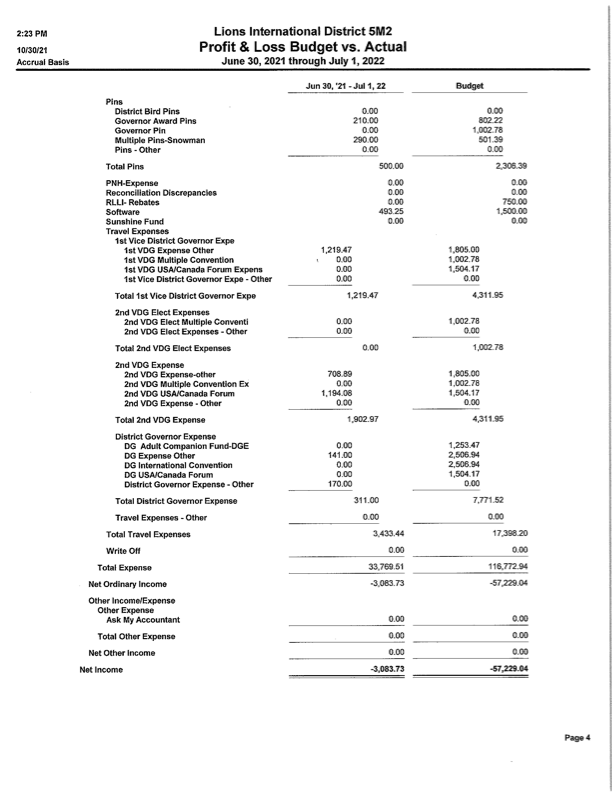 2:23 PM
10/30/21
Accrual Basis
Lions International District 5M2
Profit & Loss Budget vs. Actual
June 30, 2021 through July 1, 2022
Jun 30, '21 - Jul 1, 22 Budget
Pins
District Bird Pins 0.00 0.00
Governor Award Pins 210.00 802.22
Governor Pin 0.00 1,002.78
Multiple Pins-Snowman 290.00 501.39
Pins - Other 0.00 0.00
Total Pins 500.00 2,306.39
PNH-Expense 0.00 0.00
Reconciliation Discrepancies 0.00 0.00
RLLI- Rebates 0.00 750.00
Software 493.25 1,500.00
Sunshine Fund 0.00 0.00
Travel Expenses
1st Vice District Governor Expe
1st VDG Expense Other 1,219.47 1,805.00
1st VDG Multiple Convention 0.00 1,002.78
1st VDG USA/Canada Forum Expens 0.00 1,504.17
1st Vice District Governor Expe - Other 0.00 0.00
Total 1st Vice District Governor Expe 1,219.47 4,311.95
2nd VDG Elect Expenses
2nd VDG Elect Multiple Conventi 0.00 1,002.78
2nd VDG Elect Expenses - Other 0.00 0.00
Total 2nd VDG Elect Expenses 0.00 1,002.78
2nd VDG Expense
2nd VDG Expense-other 708.89 1,805.00
2nd VDG Multiple Convention Ex 0.00 1,002.78
2nd VDG USA/Canada Forum 1,194.08 1,504.17
2nd VDG Expense - Other 0.00 0.00
Total 2nd VDG Expense 1,902.97 4,311.95
District Governor Expense
DG Adult Companion Fund-DGE 0.00 1,253.47
DG Expense Other 141.00 2,506.94
DG International Convention 0.00 2,506.94
DG USA/Canada Forum 0.00 1,504.17
District Governor Expense - Other 170.00 0.00
Total District Governor Expense 311.00 7,771.52
Travel Expenses - Other 0.00 0.00
Total Travel Expenses 3,433.44 17,398.20
Write Off 0.00 0.00
Total Expense 33,769.51 116,772.94
Net Ordinary Income -3,083.73 -57,229.04
Other Income/Expense
Other Expense
Ask My Accountant 0.00 0.00
Total Other Expense 0.00 0.00
Net Other Income 0.00 0.00
Net Income -3,083.73 -57,229.04
Page 4